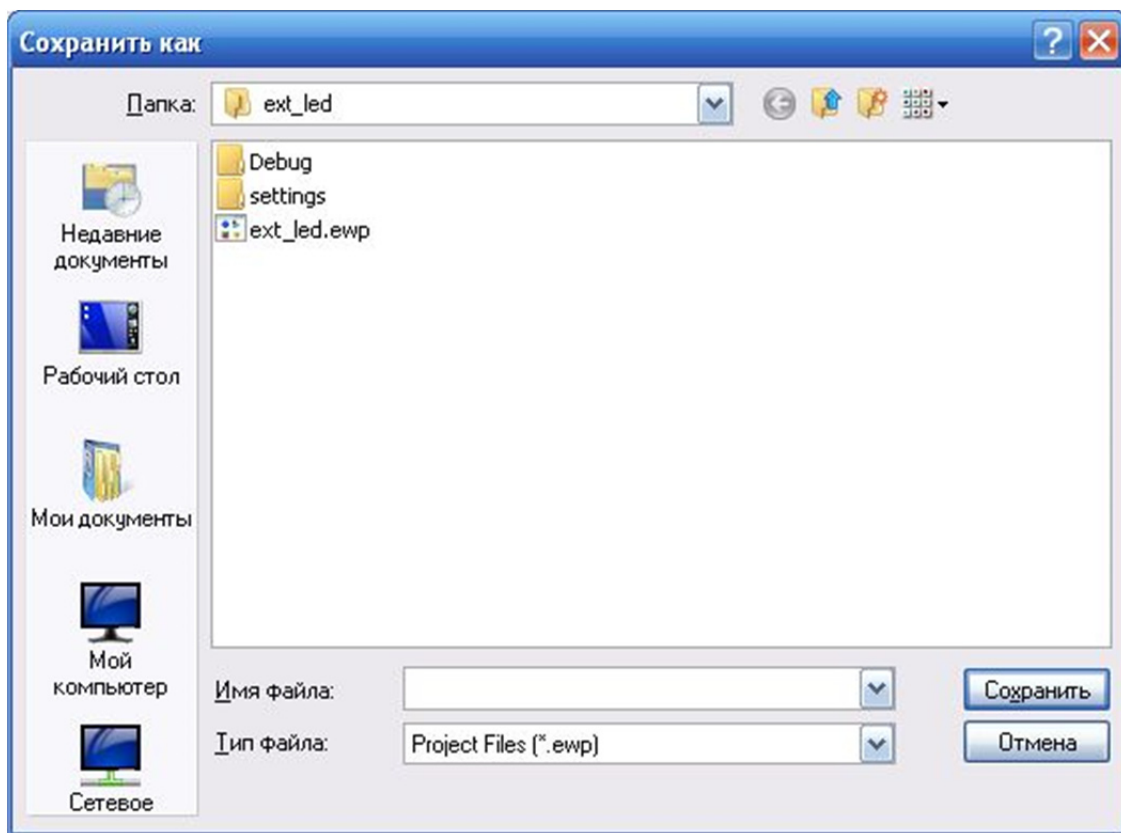 Сохранить как
Папка:
ext_led
Debug
settings
ext_led.ewp
Недавние
документы
Рабочий стол
Мои документы
Мой
компьютер
Сетевое
Имя файла:
Сохранить
Тип файла:
Project Files (*.ewp)
Отмена